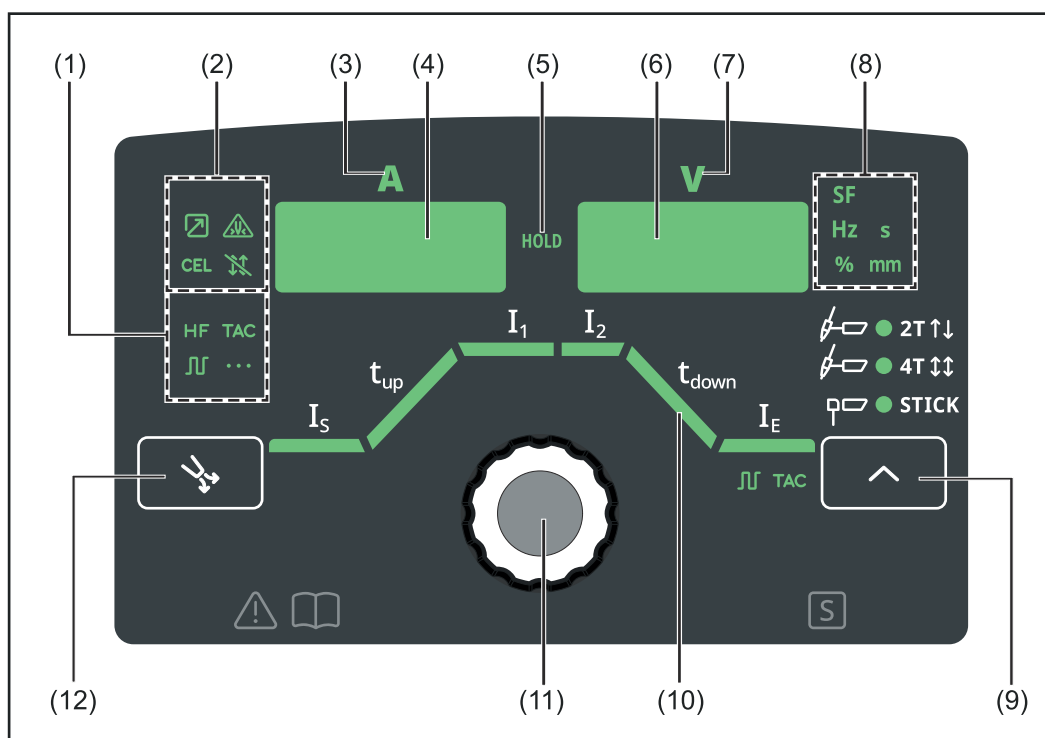 (1) (2) (3) (4) (5) (6) (7) (8)
A V
SF
HOLD Hz s
CEL % mm
HF TAC I1 I2 2T ↑↓
... tup tdown 4T ↕↕
IS IE STICK
TAC
S
(12) (11) (10) (9)